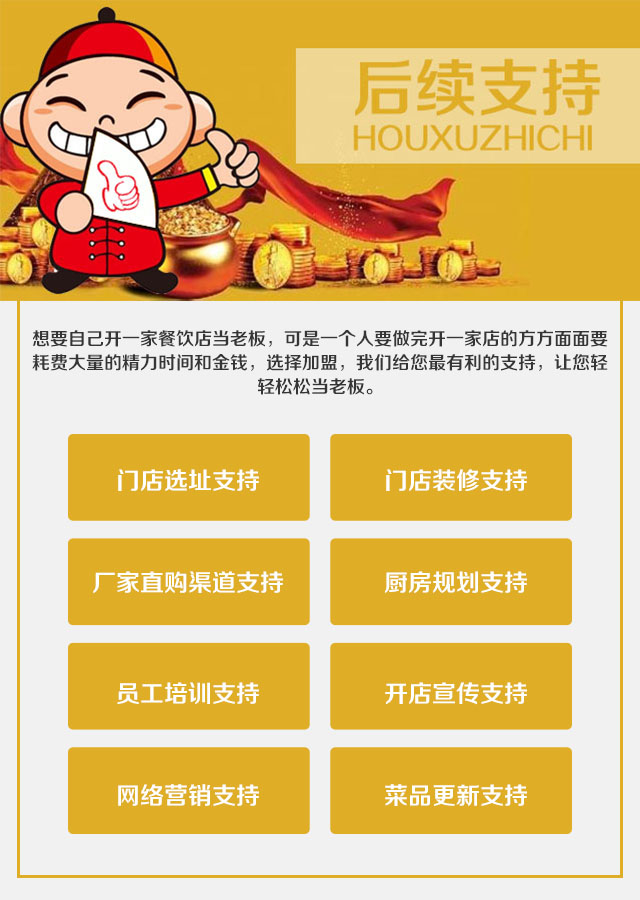 后续支持
HOUXUZHICHI
想要自己开一家餐饮店当老板，可是一个人要做完开一家店的方方面面要
耗费大量的精力时间和金钱，选择加盟，我们给您最有利的支持，让您轻
轻松松当老板。
门店选址支持
门店装修支持
厂家直购渠道支持
厨房规划支持
员工培训支持
开店宣传支持
网络营销支持
菜品更新支持